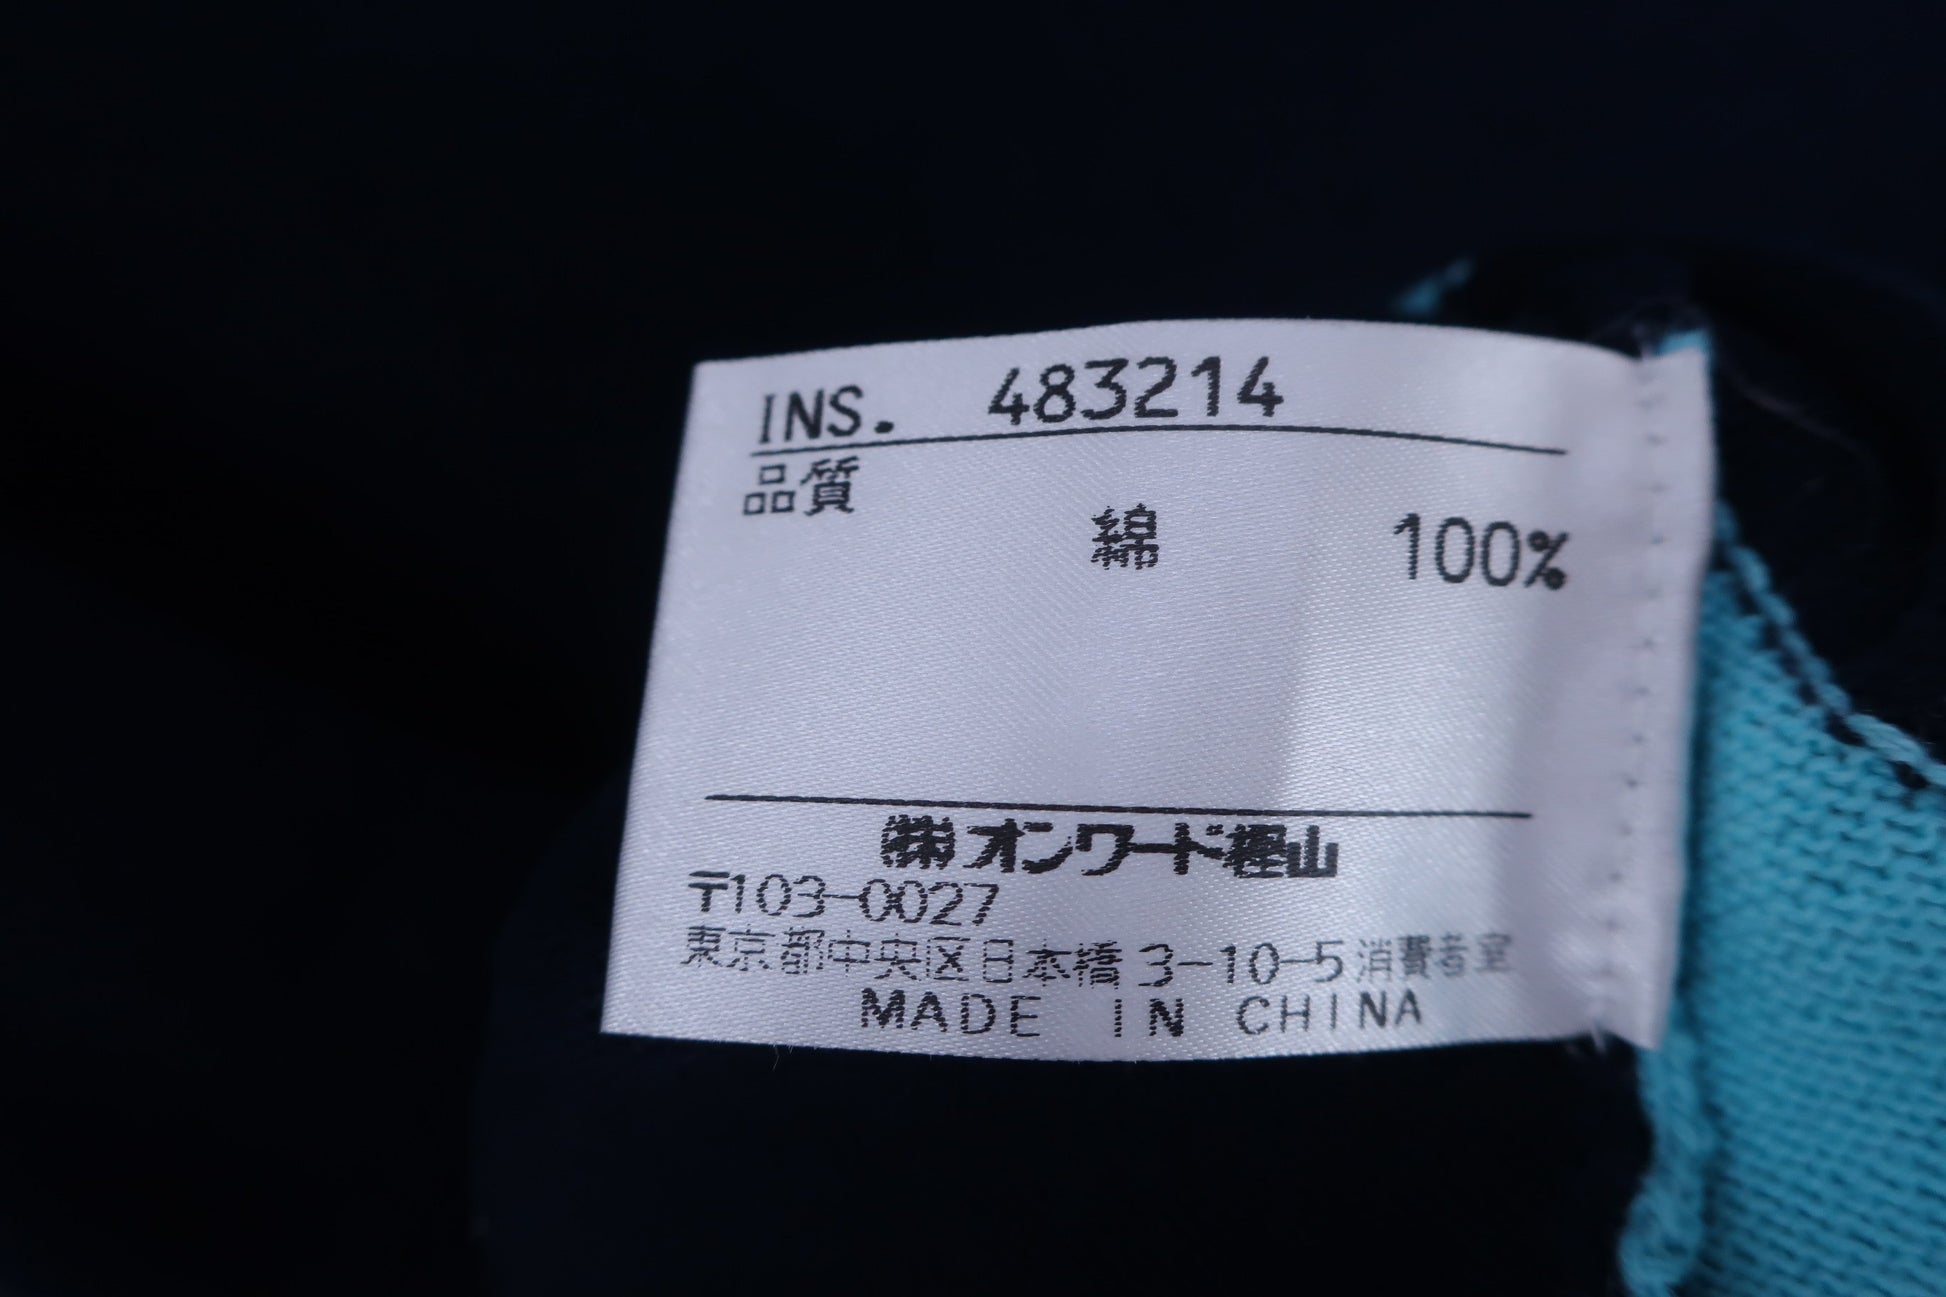 INS. 483214
品質
綿 100%
㈱オンワード樫山
〒103-0027
東京都中央区日本橋3-10-5消費者室
MADE IN CHINA